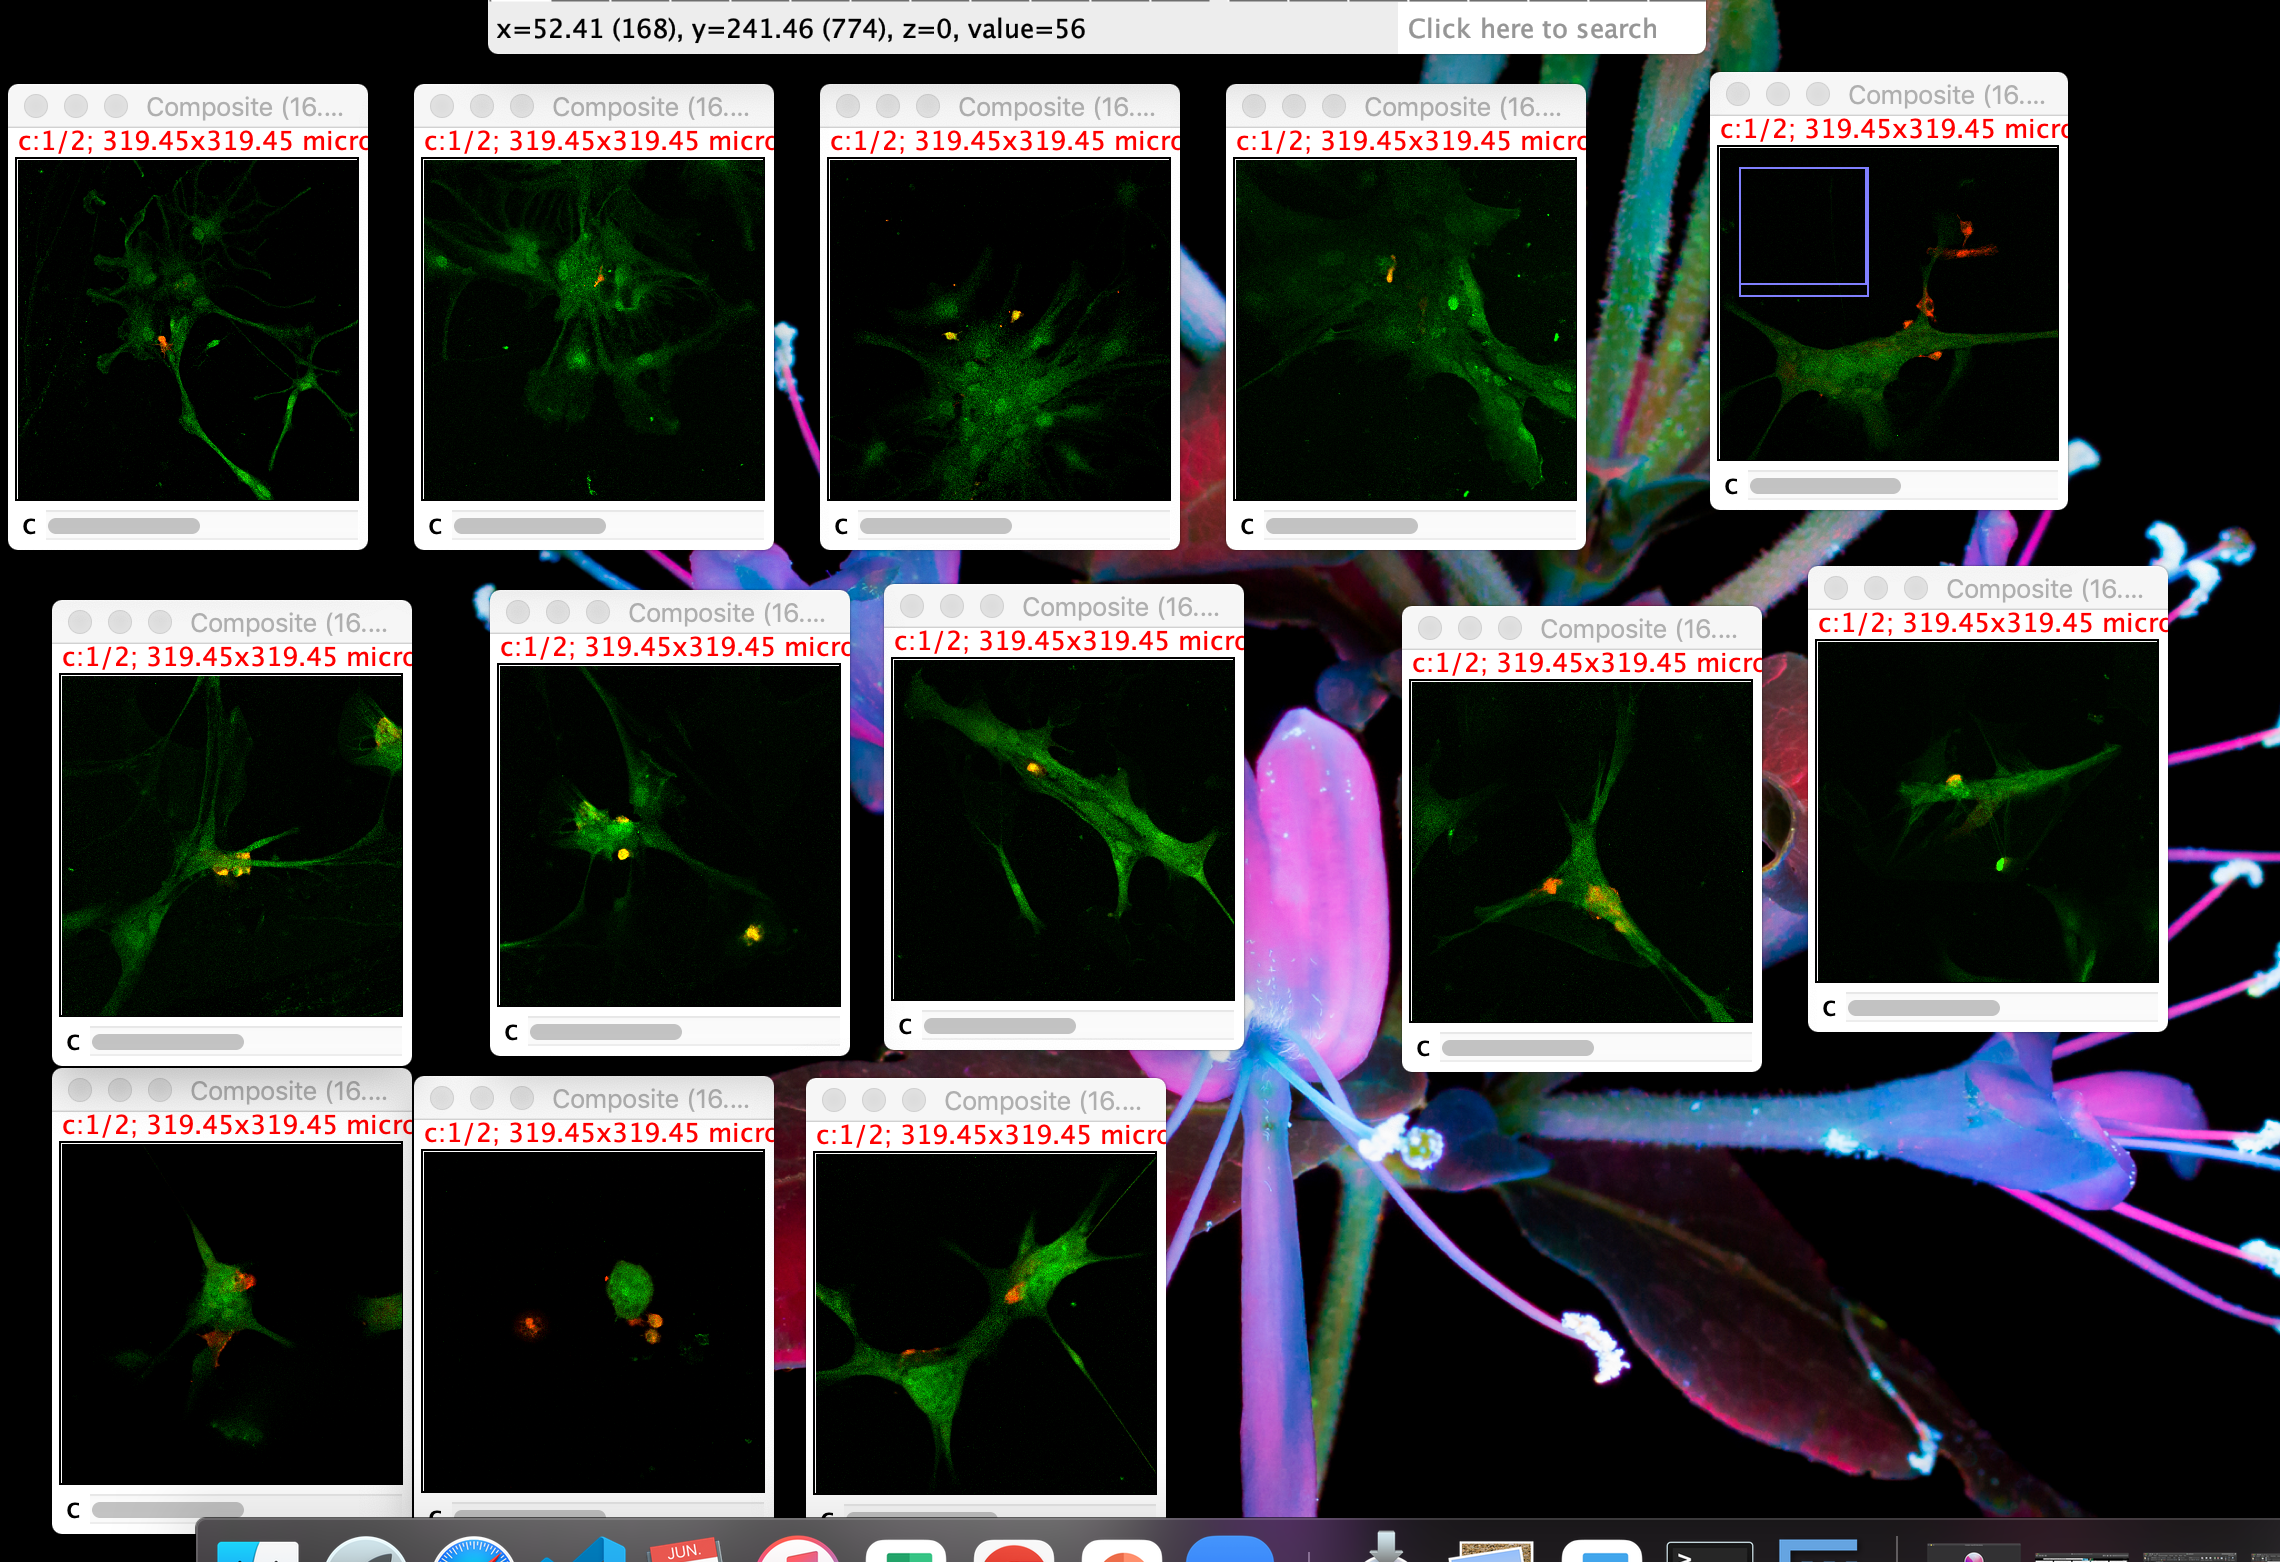 x=52.41 (168), y=241.46 (774), z=0, value=56
Click here to search
Composite (16....
c:1/2; 319.45x319.45 micro
C
Composite (16....
c:1/2; 319.45x319.45 micro
C
Composite (16....
c:1/2; 319.45x319.45 micro
C
Composite (16....
c:1/2; 319.45x319.45 micro
C
Composite (16....
c:1/2; 319.45x319.45 micro
C
Composite (16....
c:1/2; 319.45x319.45 micro
C
Composite (16....
c:1/2; 319.45x319.45 micro
C
Composite (16....
c:1/2; 319.45x319.45 micro
C
Composite (16....
c:1/2; 319.45x319.45 micro
C
Composite (16....
c:1/2; 319.45x319.45 micro
C
Composite (16....
c:1/2; 319.45x319.45 micro
C
Composite (16....
c:1/2; 319.45x319.45 micro
C
Composite (16....
c:1/2; 319.45x319.45 micro
C
JUN.